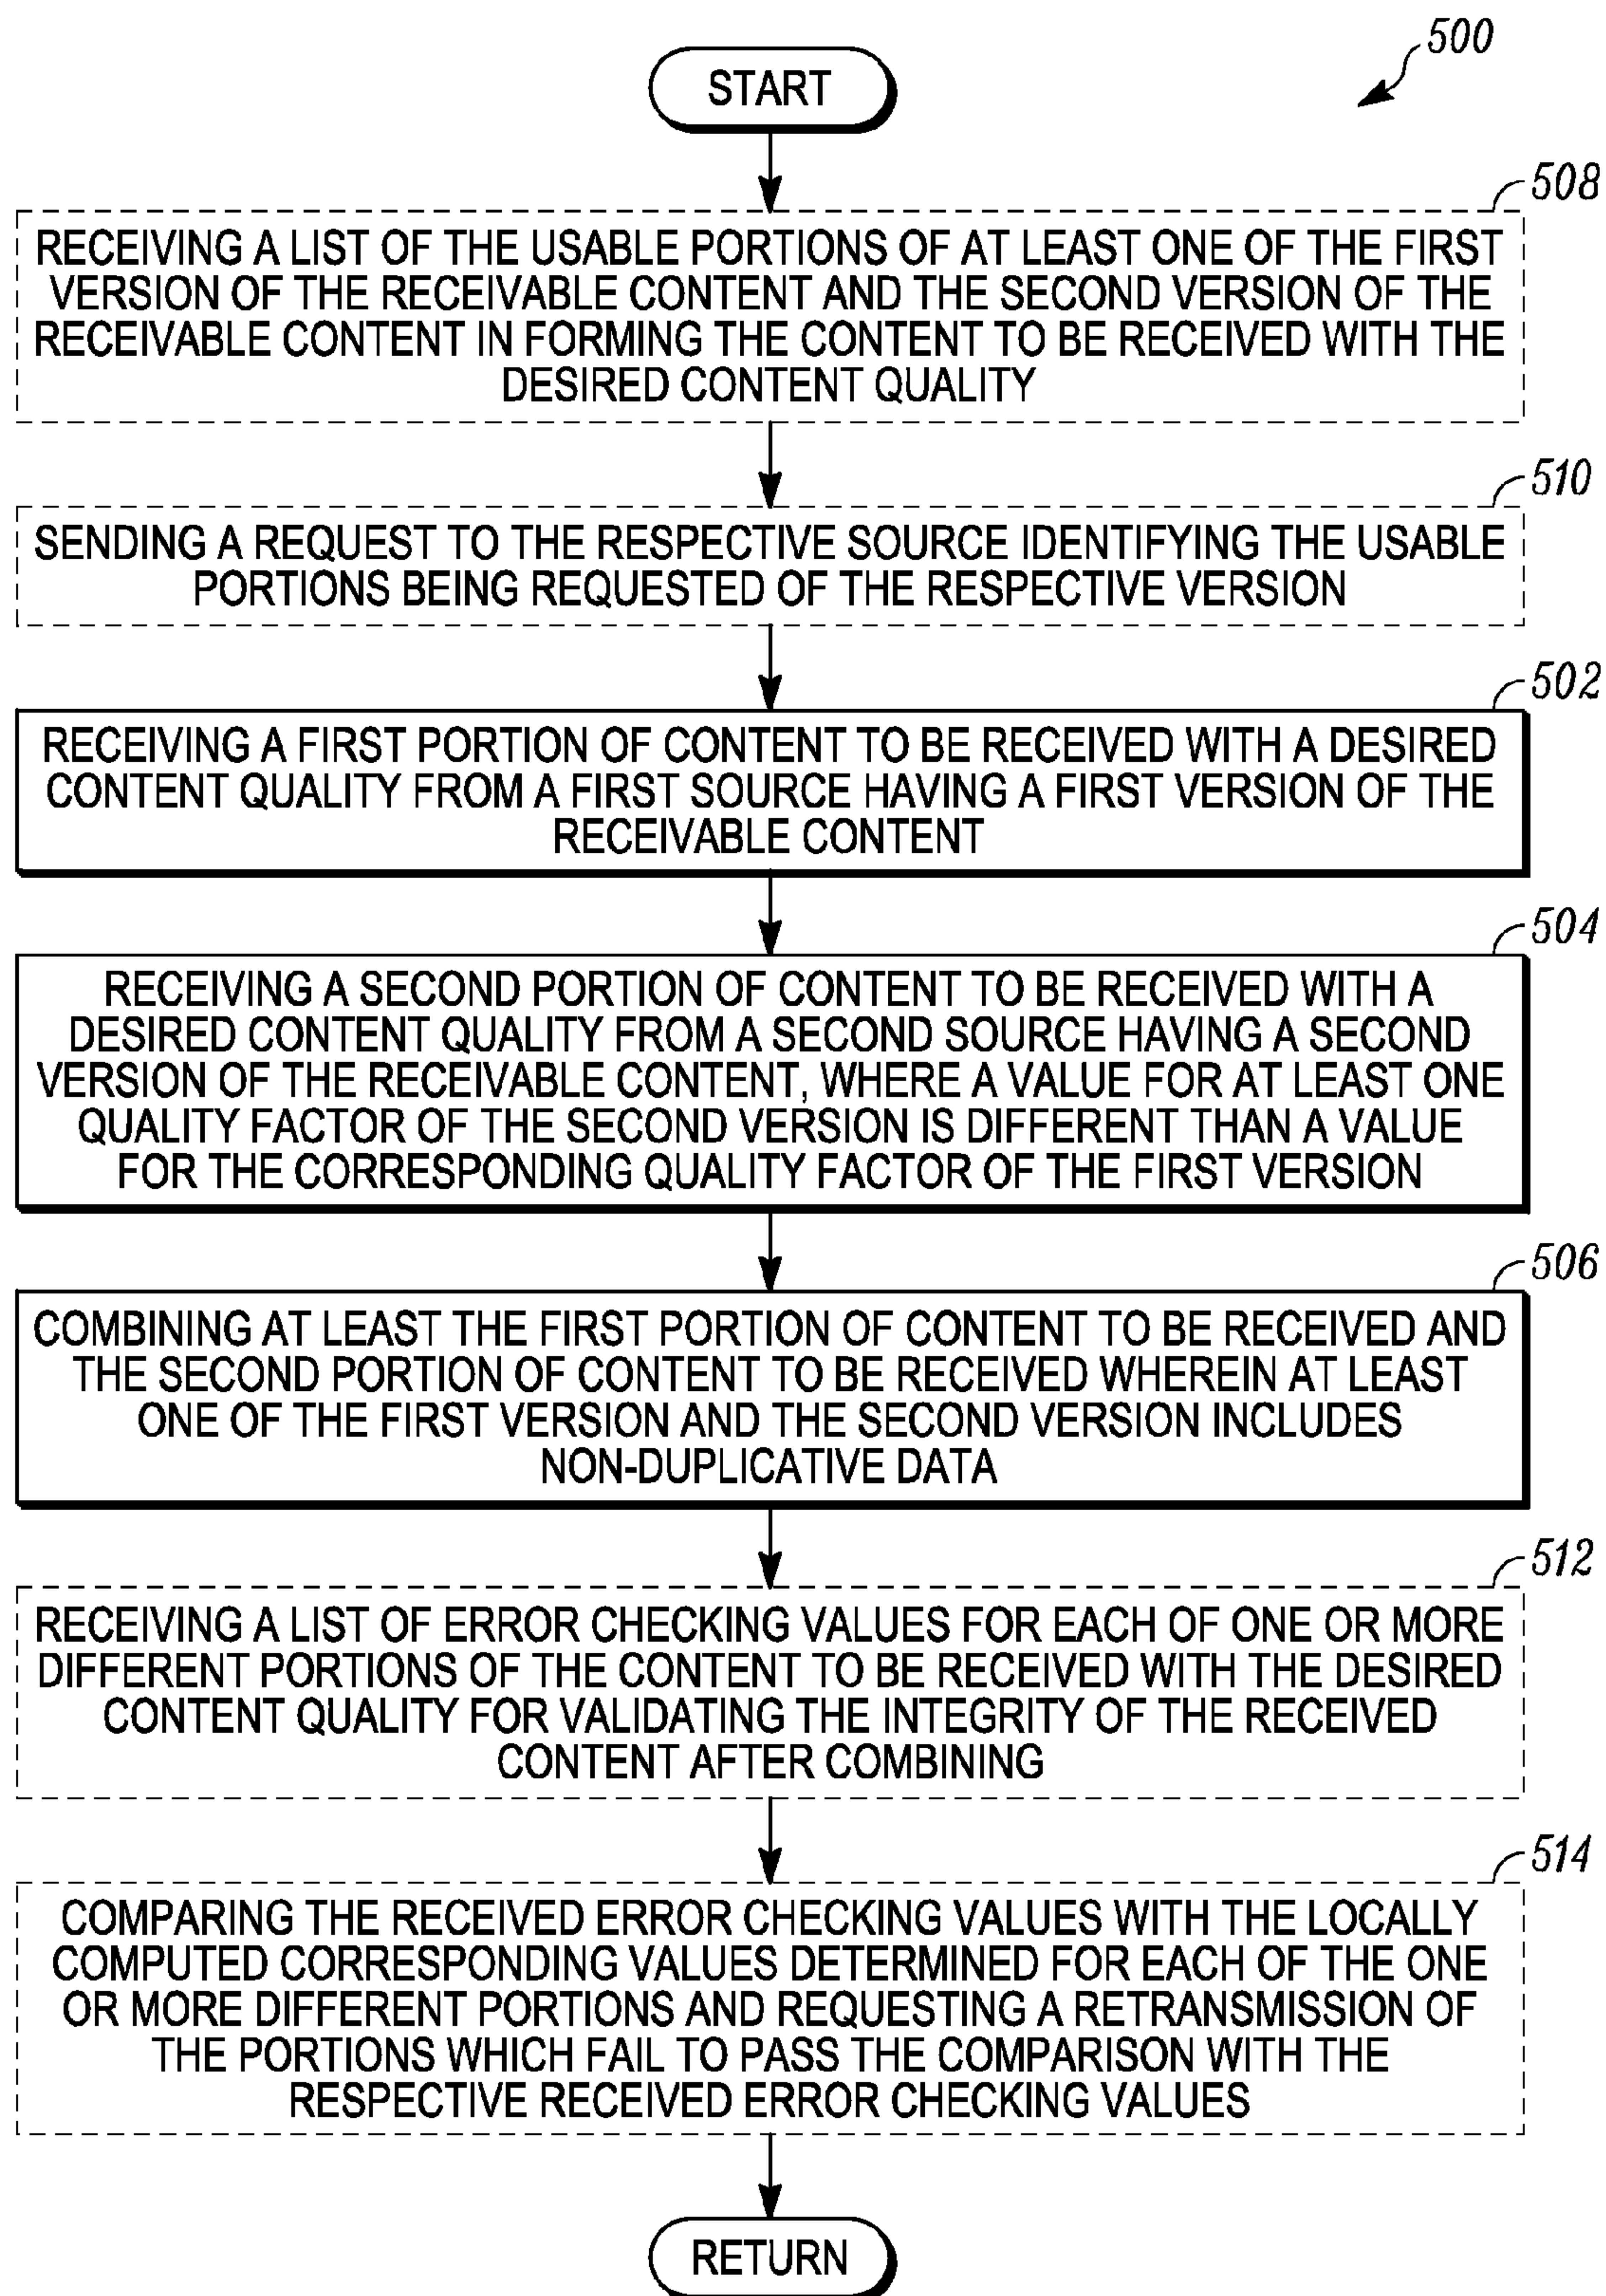 500
START
508
RECEIVING A LIST OF THE USABLE PORTIONS OF AT LEAST ONE OF THE FIRST
VERSION OF THE RECEIVABLE CONTENT AND THE SECOND VERSION OF THE
RECEIVABLE CONTENT IN FORMING THE CONTENT TO BE RECEIVED WITH THE
DESIRED CONTENT QUALITY
510
SENDING A REQUEST TO THE RESPECTIVE SOURCE IDENTIFYING THE USABLE
PORTIONS BEING REQUESTED OF THE RESPECTIVE VERSION
502
RECEIVING A FIRST PORTION OF CONTENT TO BE RECEIVED WITH A DESIRED
CONTENT QUALITY FROM A FIRST SOURCE HAVING A FIRST VERSION OF THE
RECEIVABLE CONTENT
504
RECEIVING A SECOND PORTION OF CONTENT TO BE RECEIVED WITH A
DESIRED CONTENT QUALITY FROM A SECOND SOURCE HAVING A SECOND
VERSION OF THE RECEIVABLE CONTENT, WHERE A VALUE FOR AT LEAST ONE
QUALITY FACTOR OF THE SECOND VERSION IS DIFFERENT THAN A VALUE
FOR THE CORRESPONDING QUALITY FACTOR OF THE FIRST VERSION
506
COMBINING AT LEAST THE FIRST PORTION OF CONTENT TO BE RECEIVED AND
THE SECOND PORTION OF CONTENT TO BE RECEIVED WHEREIN AT LEAST
ONE OF THE FIRST VERSION AND THE SECOND VERSION INCLUDES
NON-DUPLICATIVE DATA
512
RECEIVING A LIST OF ERROR CHECKING VALUES FOR EACH OF ONE OR MORE
DIFFERENT PORTIONS OF THE CONTENT TO BE RECEIVED WITH THE DESIRED
CONTENT QUALITY FOR VALIDATING THE INTEGRITY OF THE RECEIVED
CONTENT AFTER COMBINING
514
COMPARING THE RECEIVED ERROR CHECKING VALUES WITH THE LOCALLY
COMPUTED CORRESPONDING VALUES DETERMINED FOR EACH OF THE ONE
OR MORE DIFFERENT PORTIONS AND REQUESTING A RETRANSMISSION OF
THE PORTIONS WHICH FAIL TO PASS THE COMPARISON WITH THE
RESPECTIVE RECEIVED ERROR CHECKING VALUES
RETURN